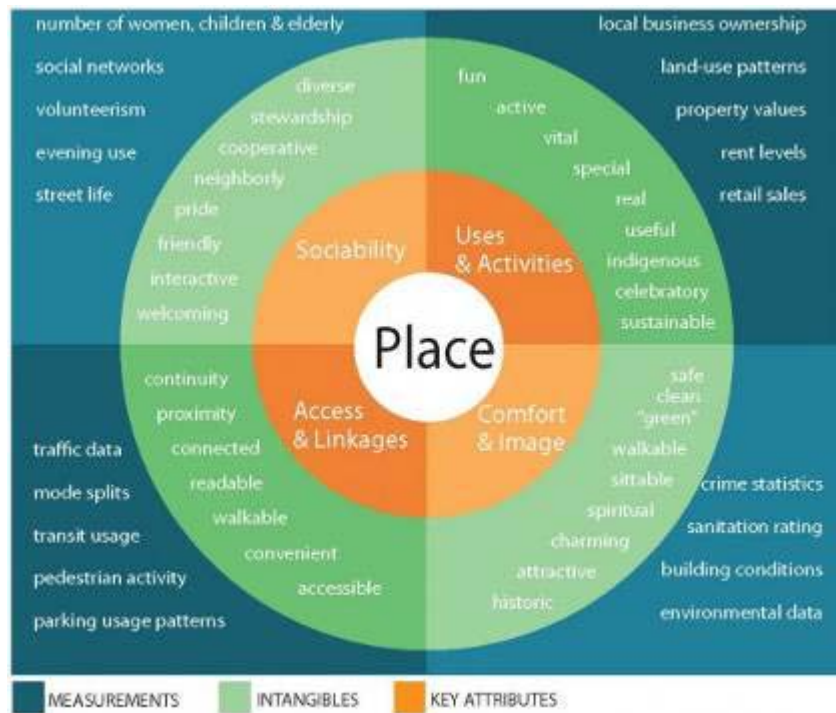 number of women, children & elderly
social networks
volunteerism
evening use
street life
diverse
stewardship
cooperative
neighborly
pride
friendly
interactive
welcoming
Sociability
local business ownership
land-use patterns
property values
rent levels
retail sales
fun
active
vital
special
real
useful
indigenous
celebratory
sustainable
Uses
& Activities
Place
continuity
proximity
connected
readable
walkable
convenient
accessible
Access
& Linkages
traffic data
mode splits
transit usage
pedestrian activity
parking usage patterns
Comfort
& Image
safe
clean
"green"
walkable
sittable
spiritual
charming
attractive
historic
crime statistics
sanitation rating
building conditions
environmental data
MEASUREMENTS
INTANGIBLES
KEY ATTRIBUTES